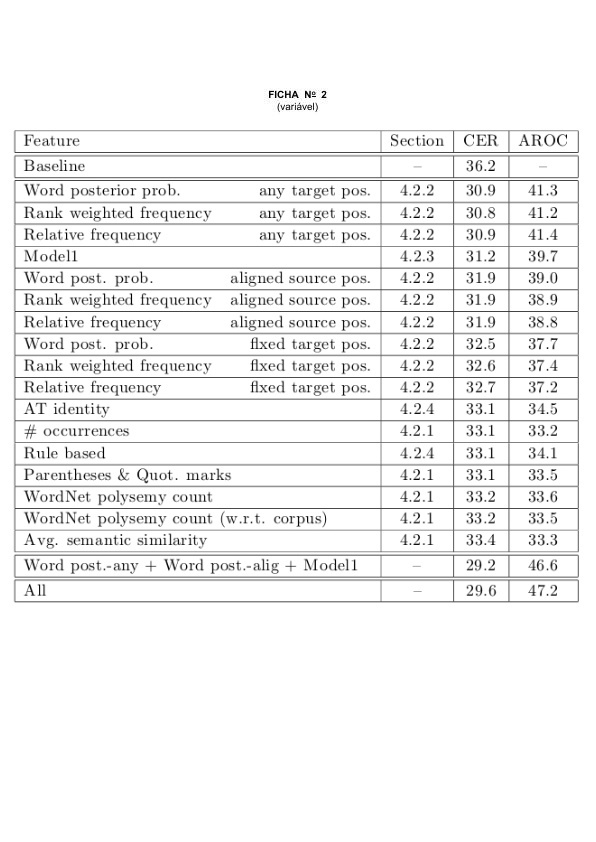 FICHA Nº 2
(variável)
Feature Section CER AROC
Baseline – 36.2 –
Word posterior prob. any target pos. 4.2.2 30.9 41.3
Rank weighted frequency any target pos. 4.2.2 30.8 41.2
Relative frequency any target pos. 4.2.2 30.9 41.4
Model1 4.2.3 31.2 39.7
Word post. prob. aligned source pos. 4.2.2 31.9 39.0
Rank weighted frequency aligned source pos. 4.2.2 31.9 38.9
Relative frequency aligned source pos. 4.2.2 31.9 38.8
Word post. prob. fixed target pos. 4.2.2 32.5 37.7
Rank weighted frequency fixed target pos. 4.2.2 32.6 37.4
Relative frequency fixed target pos. 4.2.2 32.7 37.2
AT identity 4.2.4 33.1 34.5
# occurrences 4.2.1 33.1 33.2
Rule based 4.2.4 33.1 34.1
Parentheses & Quot. marks 4.2.1 33.1 33.5
WordNet polysemy count 4.2.1 33.2 33.6
WordNet polysemy count (w.r.t. corpus) 4.2.1 33.2 33.5
Avg. semantic similarity 4.2.1 33.4 33.3
Word post.-any + Word post.-alig + Model1 – 29.2 46.6
All – 29.6 47.2